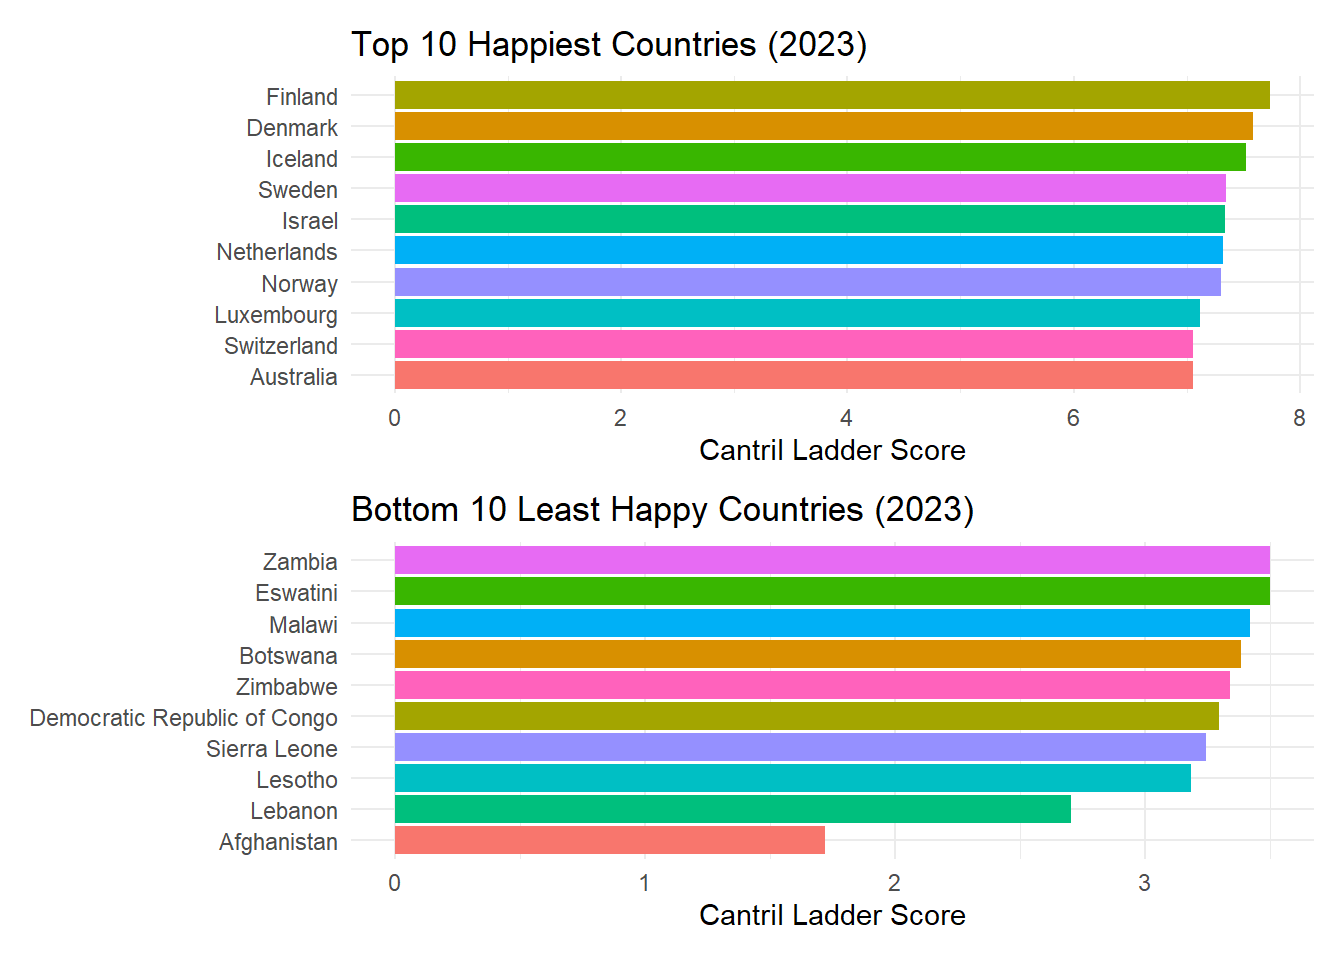 Top 10 Happiest Countries (2023)
Finland
Denmark
Iceland
Sweden
Israel
Netherlands
Norway
Luxembourg
Switzerland
Australia
0 2 4 6 8
Cantril Ladder Score
Bottom 10 Least Happy Countries (2023)
Zambia
Eswatini
Malawi
Botswana
Zimbabwe
Democratic Republic of Congo
Sierra Leone
Lesotho
Lebanon
Afghanistan
0 1 2 3
Cantril Ladder Score